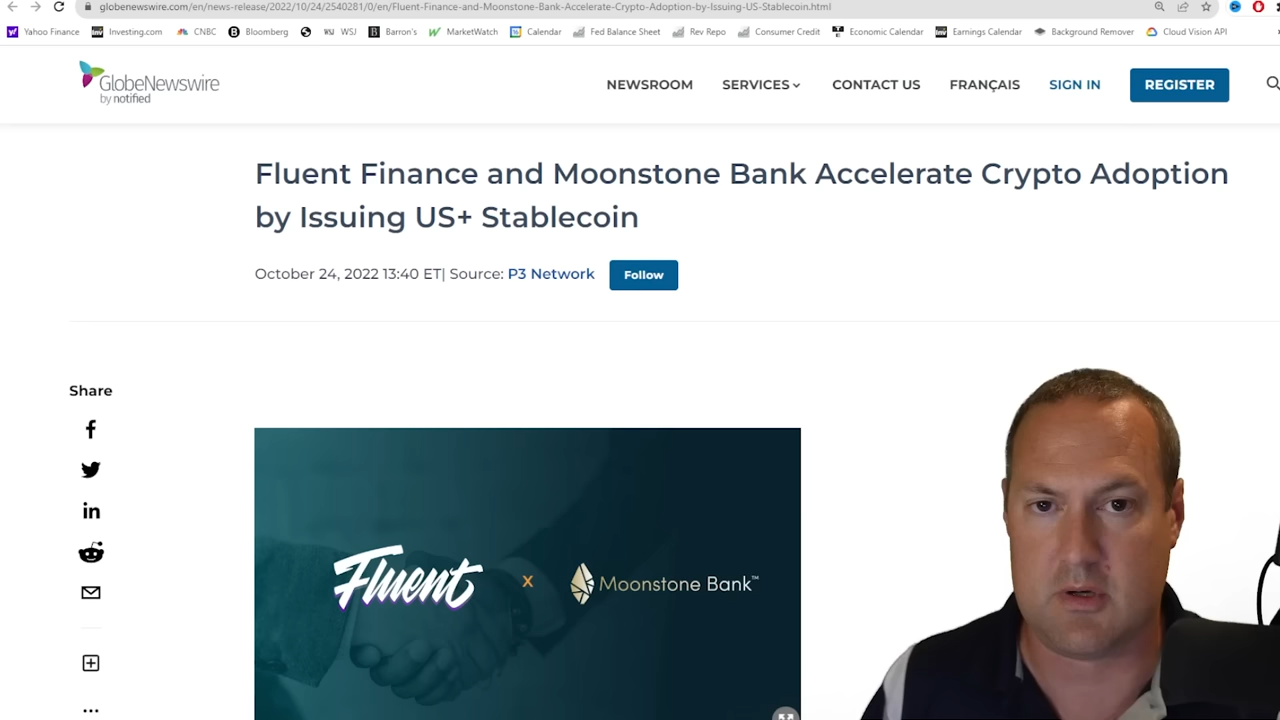 globenewswire.com/en/news-release/2022/10/24/2540281/0/en/Fluent-Finance-and-Moonstone-Bank-Accelerate-Crypto-Adoption-by-Issuing-US-Stablecoin.html
Yahoo Finance Investing.com CNBC Bloomberg WSJ Barron's MarketWatch Calendar Fed Balance Sheet Rev Repo Consumer Credit Economic Calendar Earnings Calendar Background Remover Cloud Vision API
GlobeNewswire
by notified
NEWSROOM SERVICES CONTACT US FRANÇAIS SIGN IN REGISTER
Fluent Finance and Moonstone Bank Accelerate Crypto Adoption
by Issuing US+ Stablecoin
October 24, 2022 13:40 ET| Source: P3 Network Follow
Share
Fluent x Moonstone Bank™